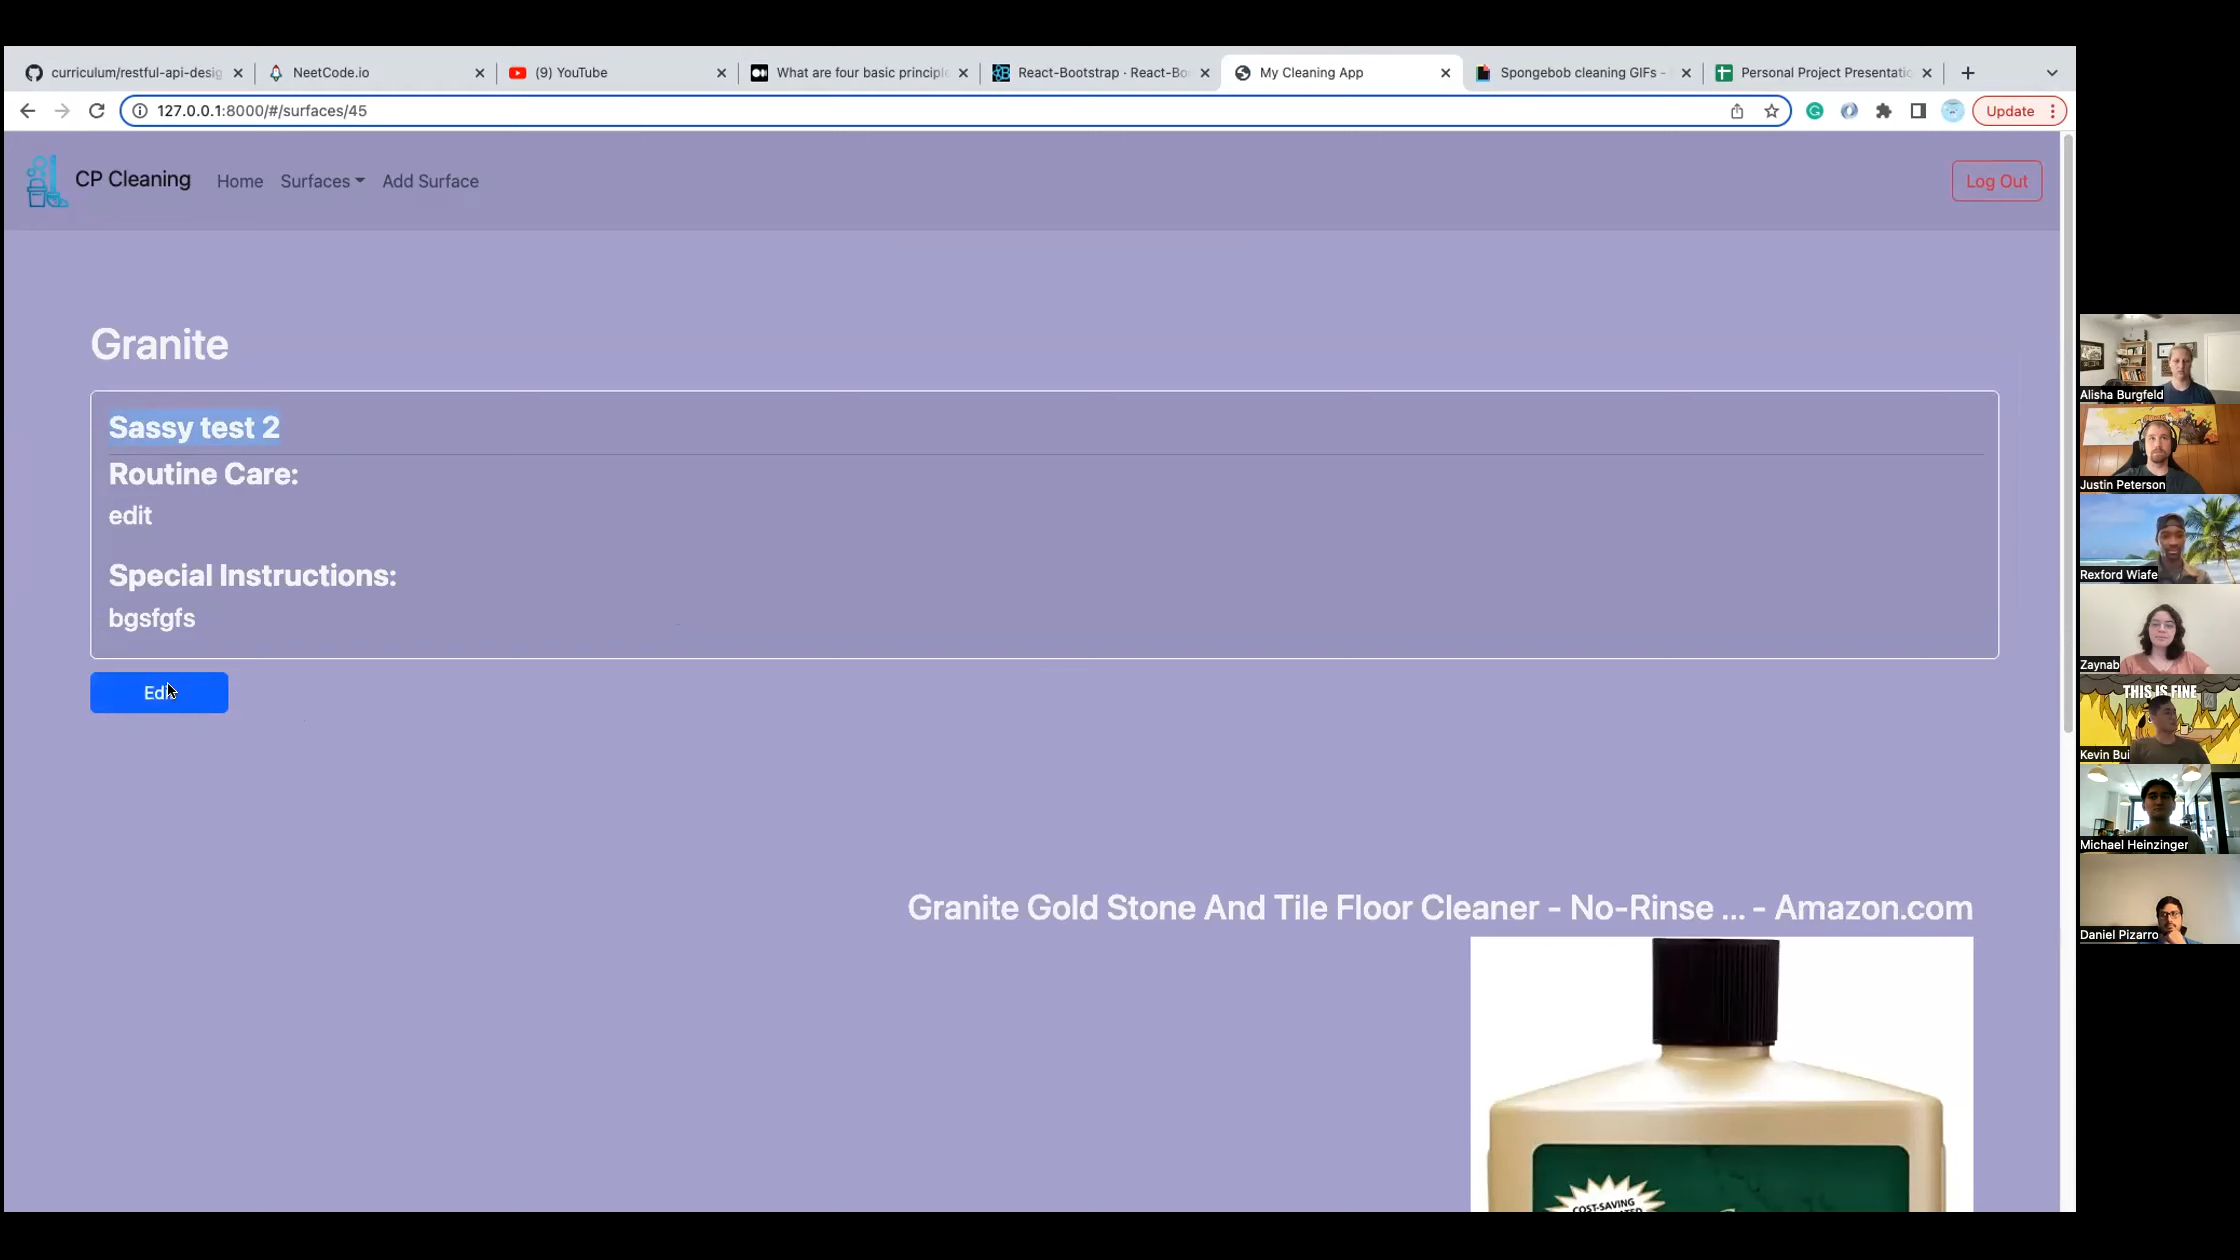 curriculum/restful-api-desig
NeetCode.io
(9) YouTube
What are four basic principle
React-Bootstrap · React-Bo
My Cleaning App
Spongebob cleaning GIFs -
Personal Project Presentatic
127.0.0.1:8000/#/surfaces/45
Update
CP Cleaning
Home
Surfaces
Add Surface
Log Out
Granite
Sassy test 2
Routine Care:
edit
Special Instructions:
bgsfgfs
Edit
Granite Gold Stone And Tile Floor Cleaner - No-Rinse ... - Amazon.com
COST-SAVING
Alisha Burgfeld
Justin Peterson
Rexford Wiafe
Zaynab
THIS IS FINE
Kevin Bui
Michael Heinzinger
Daniel Pizarro